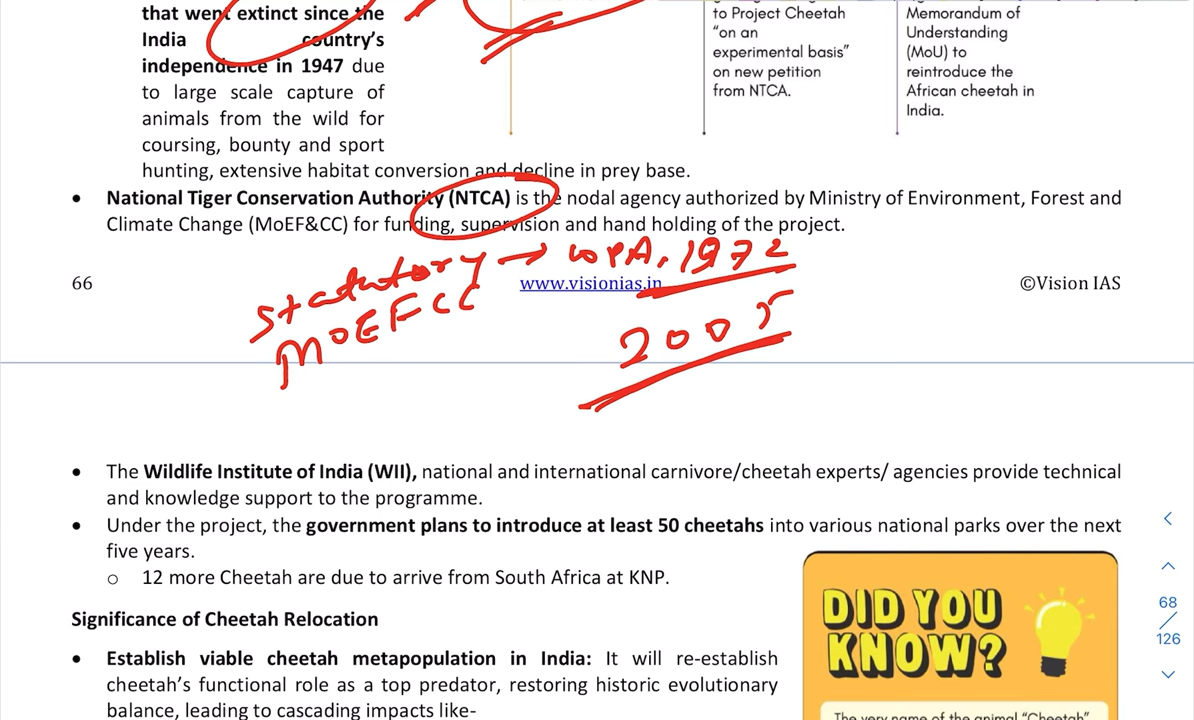 that went extinct since the
India country's
independence in 1947 due
to large scale capture of
animals from the wild for
coursing, bounty and sport
hunting, extensive habitat conversion and decline in prey base.
to Project Cheetah
“on an
experimental basis”
on new petition
from NTCA.
Memorandum of
Understanding
(MoU) to
reintroduce the
African cheetah in
India.
• National Tiger Conservation Authority (NTCA) is the nodal agency authorized by Ministry of Environment, Forest and
Climate Change (MoEF&CC) for funding, supervision and hand holding of the project.
statutory → WPA, 1972
MOEFCC
2005
66
www.visionias.in
©Vision IAS
• The Wildlife Institute of India (WII), national and international carnivore/cheetah experts/ agencies provide technical
and knowledge support to the programme.
• Under the project, the government plans to introduce at least 50 cheetahs into various national parks over the next
five years.
o 12 more Cheetah are due to arrive from South Africa at KNP.
Significance of Cheetah Relocation
• Establish viable cheetah metapopulation in India: It will re-establish
cheetah’s functional role as a top predator, restoring historic evolutionary
balance, leading to cascading impacts like-
DID YOU
KNOW?
The very name of the animal “Cheetah”
68
/
126